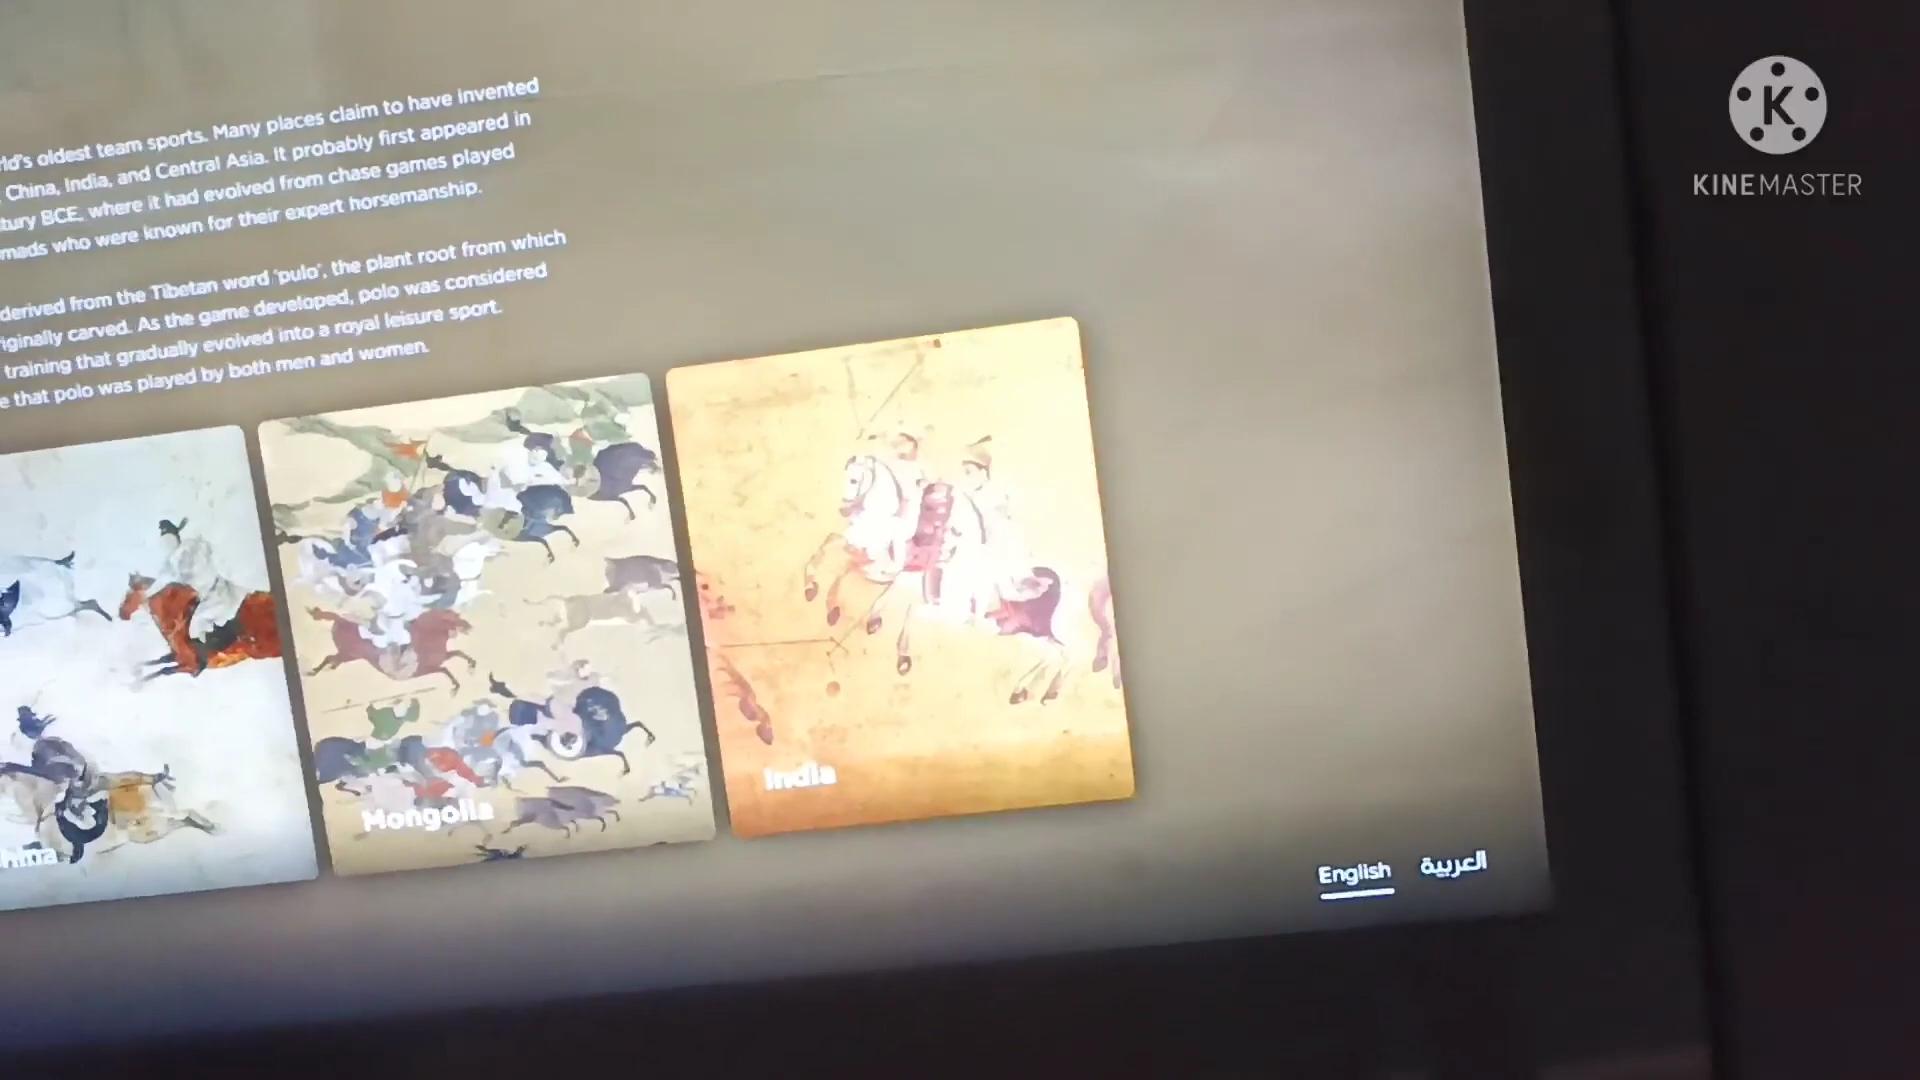 rld's oldest team sports. Many places claim to have invented
, China, India, and Central Asia. It probably first appeared in
tury BCE, where it had evolved from chase games played
mads who were known for their expert horsemanship.
derived from the Tibetan word 'pulo', the plant root from which
iginally carved. As the game developed, polo was considered
training that gradually evolved into a royal leisure sport.
e that polo was played by both men and women.
hina
Mongolia
India
English العربية
K
KINEMASTER